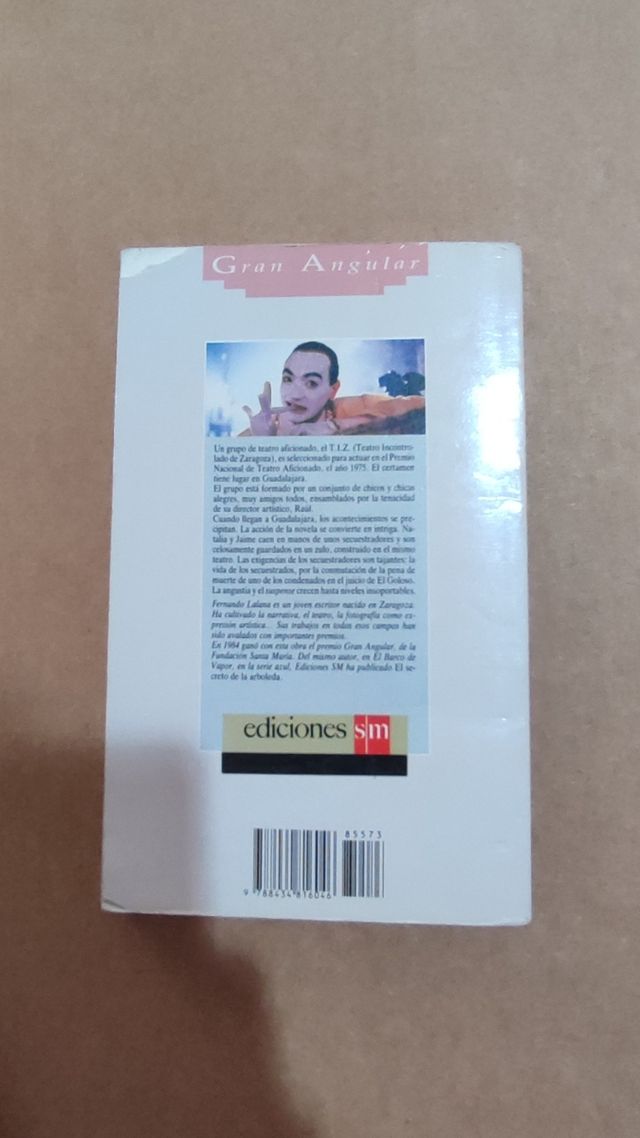 Gran Angular
Un grupo de teatro aficionado, el T.I.Z. (Teatro Incontro-
lado de Zaragoza), es seleccionado para actuar en el Premio
Nacional de Teatro Aficionado, el año 1975. El certamen
tiene lugar en Guadalajara.
El grupo está formado por un conjunto de chicos y chicas
alegres, muy amigos todos, ensamblados por la tenacidad
de su director artístico, Raúl.
Cuando llegan a Guadalajara, los acontecimientos se pre-
cipitan. La acción de la novela se convierte en intriga. Na-
talia y Jaime caen en manos de unos secuestradores y son
celosamente guardados en un zulo, construido en el mismo
teatro. Las exigencias de los secuestradores son tajantes: la
vida de los secuestrados, por la conmutación de la pena de
muerte de uno de los condenados en el juicio de El Goloso.
La angustia y el suspense crecen hasta niveles insoportables.
Fernando Lalana es un joven escritor nacido en Zaragoza.
Ha cultivado la narrativa, el teatro, la fotografía como ex-
presión artística... Sus trabajos en todos esos campos han
sido avalados con importantes premios.
En 1984 ganó con esta obra el premio Gran Angular, de la
Fundación Santa María. Del mismo autor, en El Barco de
Vapor, en la serie azul, Ediciones SM ha publicado El se-
creto de la arboleda.
ediciones sm
85573
9 788434 816046